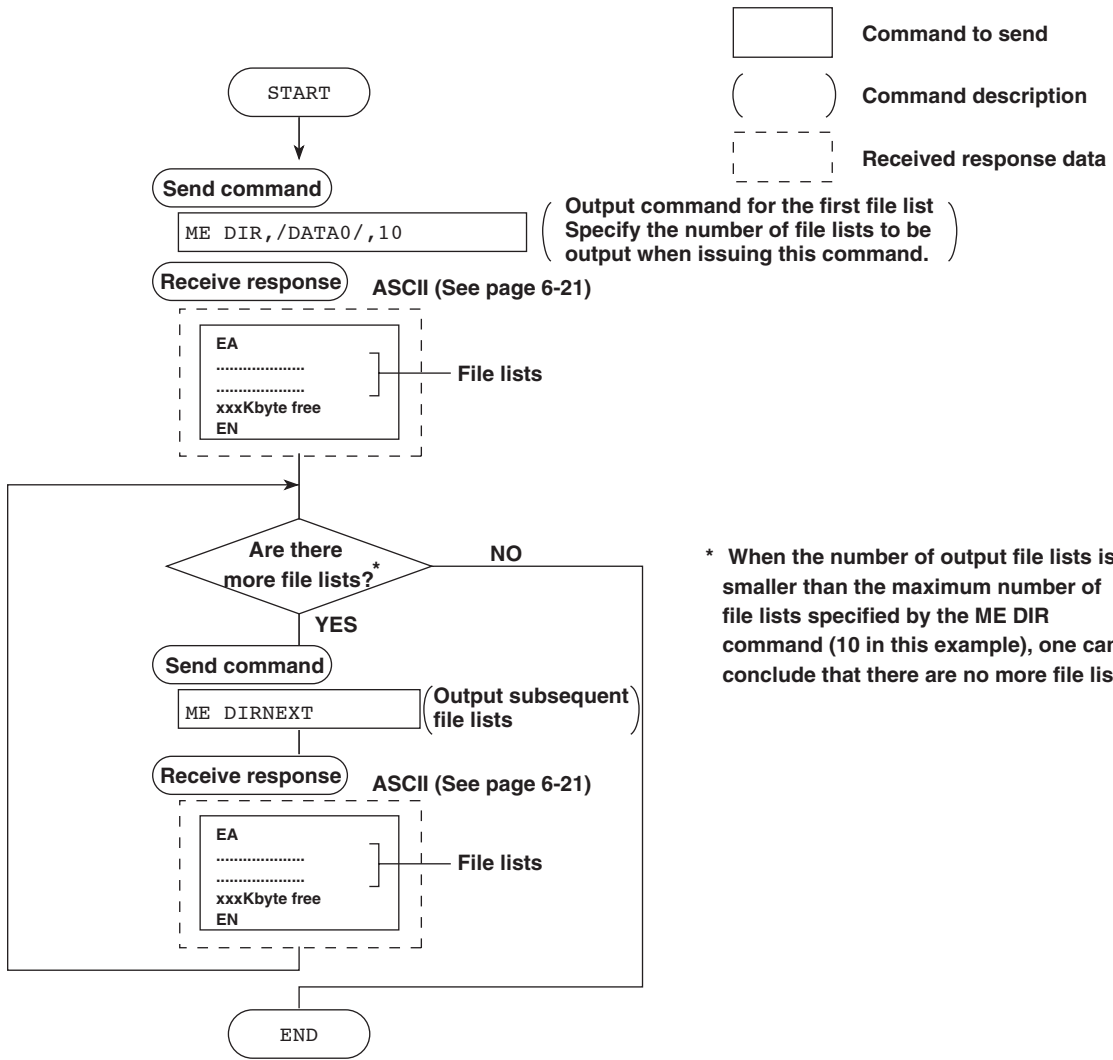 Command to send
Command description
Received response data
START
Send command
ME DIR,/DATA0/,10
Output command for the first file list
Specify the number of file lists to be
output when issuing this command.
Receive response
ASCII (See page 6-21)
EA
....................
....................
xxxKbyte free
EN
File lists
Are there
more file lists?*
NO
YES
* When the number of output file lists is
smaller than the maximum number of
file lists specified by the ME DIR
command (10 in this example), one
conclude that there are no more file
Send command
ME DIRNEXT
Output subsequent
file lists
Receive response
ASCII (See page 6-21)
EA
....................
....................
xxxKbyte free
EN
File lists
END